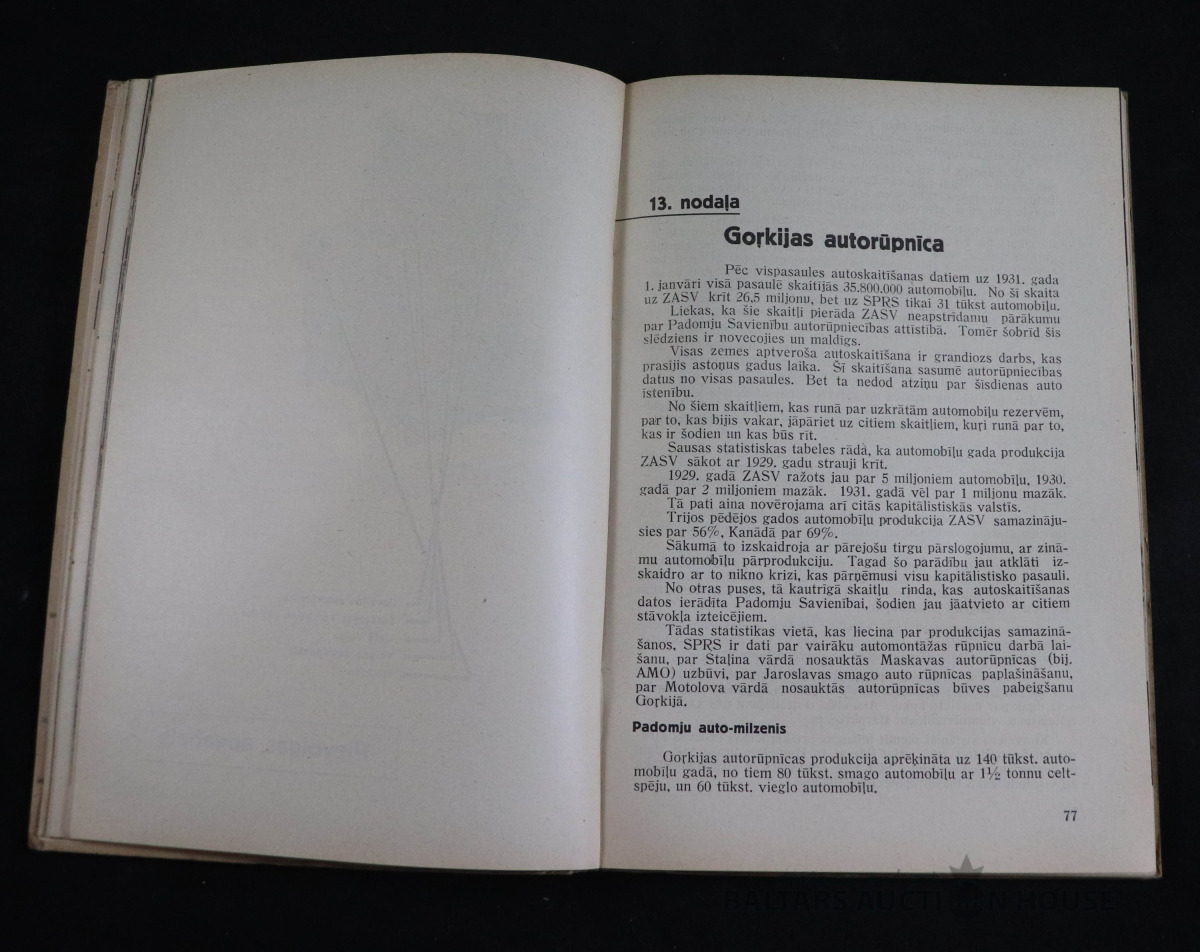 13. nodaļa
Goŗkijas autorūpnīca
Pēc vispasaules autoskaitīšanas datiem uz 1931. gada
1. janvāri visā pasaulē skaitījās 35.800.000 automobiļu. No šī skaita
uz ZASV krīt 26,5 miljonu, bet uz SPRS tikai 31 tūkst automobiļu.
Liekas, ka šie skaitļi pierāda ZASV neapstrīdamu pārākumu
par Padomju Savienību autorūpniecības attīstībā. Tomēr šobrīd šis
slēdziens ir novecojies un maldīgs.
Visas zemes aptveroša autoskaitīšana ir grandiozs darbs, kas
prasījis astoņus gadus laika. Šī skaitīšana sasumē autorūpniecības
datus no visas pasaules. Bet ta nedod atziņu par šīsdienas auto
īstenību.
No šiem skaitļiem, kas runā par uzkrātām automobiļu rezervēm,
par to, kas bijis vakar, jāpāriet uz citiem skaitļiem, kuŗi runā par to,
kas ir šodien un kas būs rīt.
Sausas statistiskas tabeles rāda, ka automobiļu gada produkcija
ZASV sākot ar 1929. gadu strauji krīt.
1929. gadā ZASV ražots jau par 5 miljoniem automobiļu, 1930.
gadā par 2 miljoniem mazāk. 1931. gadā vēl par 1 miljonu mazāk.
Tā pati aina novērojama arī citās kapitālistiskās valstīs.
Trijos pēdējos gados automobiļu produkcija ZASV samazināju-
sies par 56%, Kanādā par 69%.
Sākumā to izskaidroja ar pārejošu tirgu pārslogojumu, ar zinā-
mu automobiļu pārprodukciju. Tagad šo parādību jau atklāti iz-
skaidro ar to nikno krizi, kas pārņēmusi visu kapitālistisko pasauli.
No otras puses, tā kautrīgā skaitļu rinda, kas autoskaitīšanas
datos ierādīta Padomju Savienībai, šodien jau jāatvieto ar citiem
stāvokļa izteicējiem.
Tādas statistikas vietā, kas liecina par produkcijas samazinā-
šanos, SPRS ir dati par vairāku automontāžas rūpnīcu darbā lai-
šanu, par Staļina vārdā nosauktās Maskavas autorūpnīcas (bij.
AMO) uzbūvi, par Jaroslavas smago auto rūpnīcas paplašināšanu,
par Motolova vārdā nosauktās autorūpnīcas būves pabeigšanu
Goŗkijā.
Padomju auto-milzenis
Goŗkijas autorūpnīcas produkcija aprēķināta uz 140 tūkst. auto-
mobiļu gadā, no tiem 80 tūkst. smago automobiļu ar 1½ tonnu celt-
spēju, un 60 tūkst. vieglo automobiļu.
77
BALTARS AUCTION HOUSE